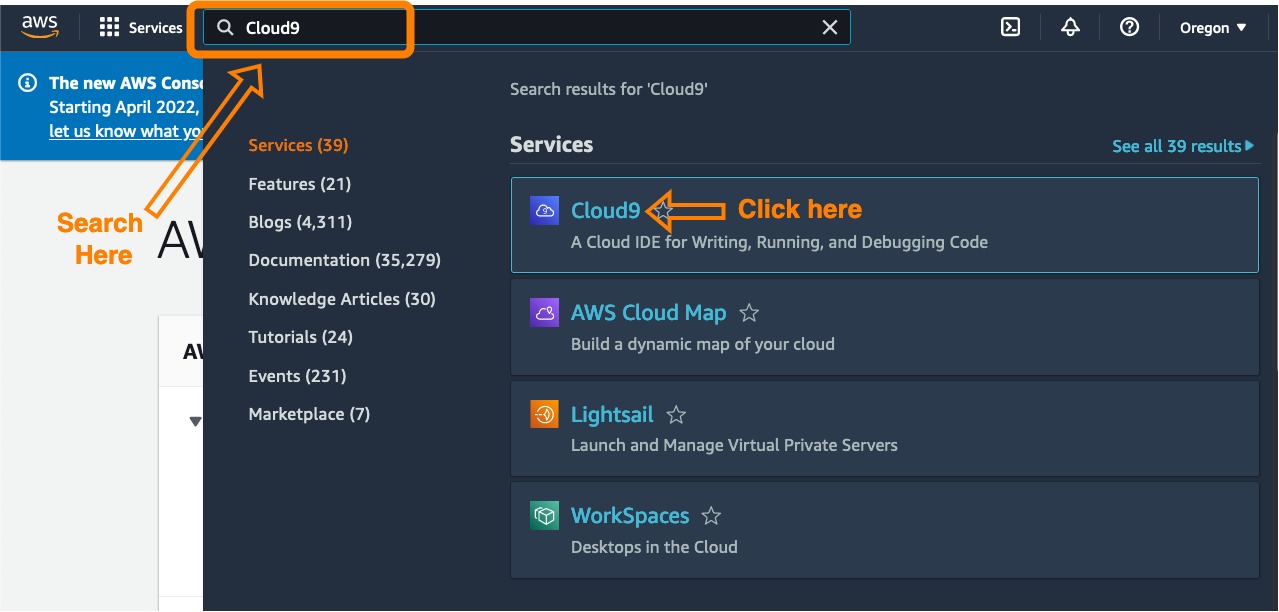 aws
Services
Cloud9
Oregon
The new AWS Conso
Starting April 2022,
let us know what you
Search results for 'Cloud9'
Services (39)
Features (21)
Blogs (4,311)
Documentation (35,279)
Knowledge Articles (30)
Tutorials (24)
Events (231)
Marketplace (7)
Search
Here
AW
AW
Services
See all 39 results
Cloud9
Click here
A Cloud IDE for Writing, Running, and Debugging Code
AWS Cloud Map
Build a dynamic map of your cloud
Lightsail
Launch and Manage Virtual Private Servers
WorkSpaces
Desktops in the Cloud